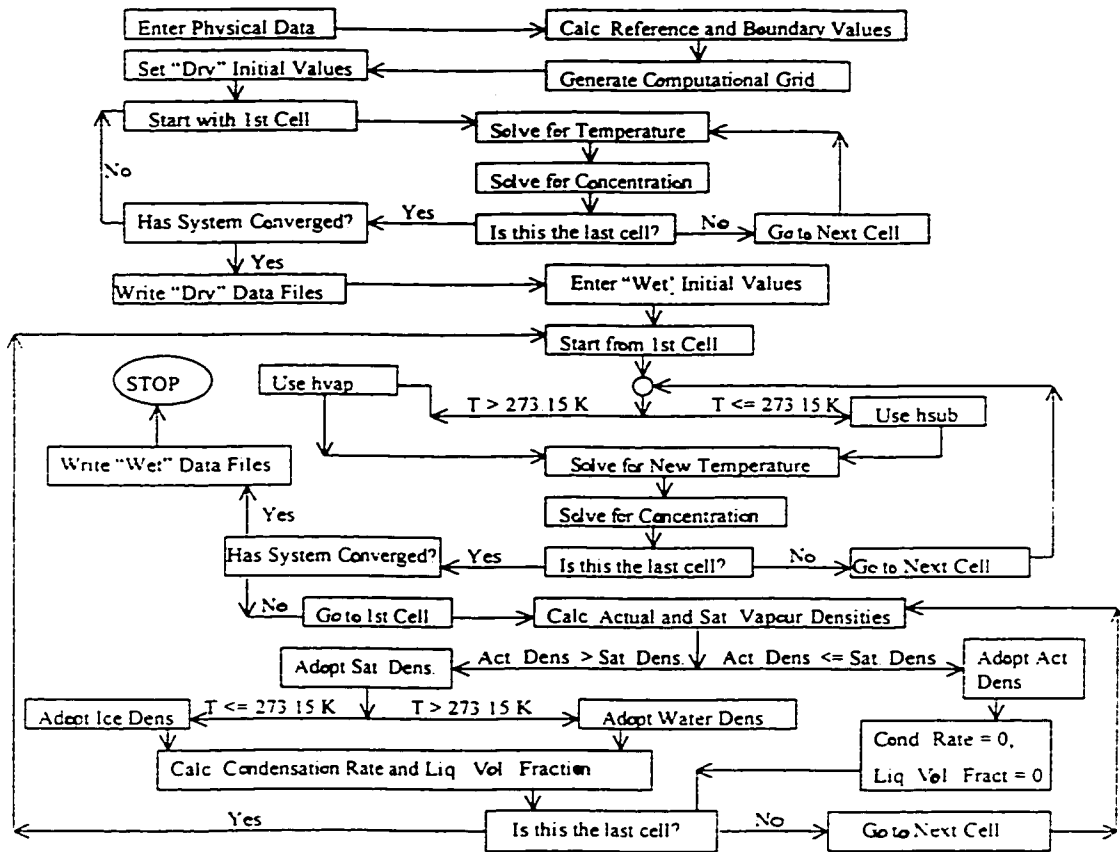 Enter Physical Data
Calc Reference and Boundary Values
Set "Drv" Initial Values
Generate Computational Grid
Start with 1st Cell
Solve for Temperature
No
Solve for Concentration
Has System Converged?
Yes
Is this the last cell?
No
Go to Next Cell
Yes
Write "Drv" Data Files
Enter "Wet" Initial Values
Start from 1st Cell
STOP
Use hvap
T > 273 15 K
T <= 273 15 K
Use hsub
Write "Wet" Data Files
Solve for New Temperature
Yes
Solve for Concentration
Has System Converged?
Yes
Is this the last cell?
No
Go to Next Cell
No
Go to 1st Cell
Calc Actual and Sat Vapour Densities
Adopt Sat Dens.
Act Dens > Sat Dens.
Act Dens <= Sat Dens
Adopt Act
Dens
Adopt Ice Dens
T <= 273 15 K
T > 273 15 K
Adopt Water Dens
Cond Rate = 0,
Liq Vol Fract = 0
Calc Condensation Rate and Liq Vol Fraction
Yes
Is this the last cell?
No
Go to Next Cell